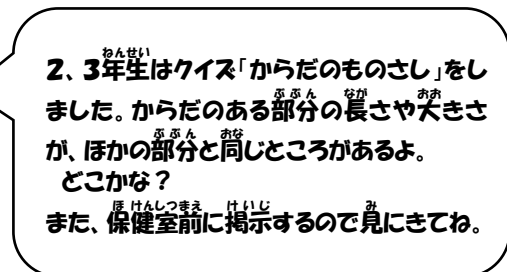 2、3年生はクイズ「からだのものさし」をし
ました。からだのある部分の長さや大きさ
が、ほかの部分と同じところがあるよ。
どこかな？
また、保健室前に掲示するので見にきてね。